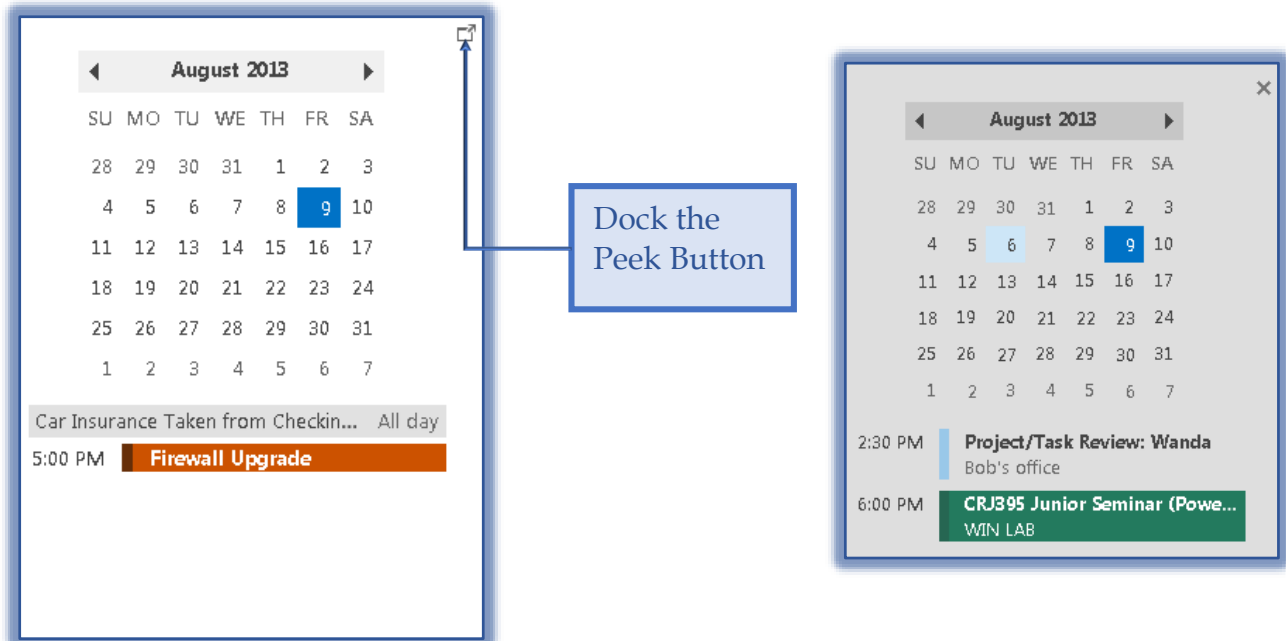 August 2013
SU MO TU WE TH FR SA
28 29 30 31 1 2 3
4 5 6 7 8 9 10
11 12 13 14 15 16 17
18 19 20 21 22 23 24
25 26 27 28 29 30 31
1 2 3 4 5 6 7
Car Insurance Taken from Checkin... All day
5:00 PM Firewall Upgrade
Dock the
Peek Button
August 2013
SU MO TU WE TH FR SA
28 29 30 31 1 2 3
4 5 6 7 8 9 10
11 12 13 14 15 16 17
18 19 20 21 22 23 24
25 26 27 28 29 30 31
1 2 3 4 5 6 7
2:30 PM Project/Task Review: Wanda
Bob's office
6:00 PM CRJ395 Junior Seminar (Powe...
WIN LAB